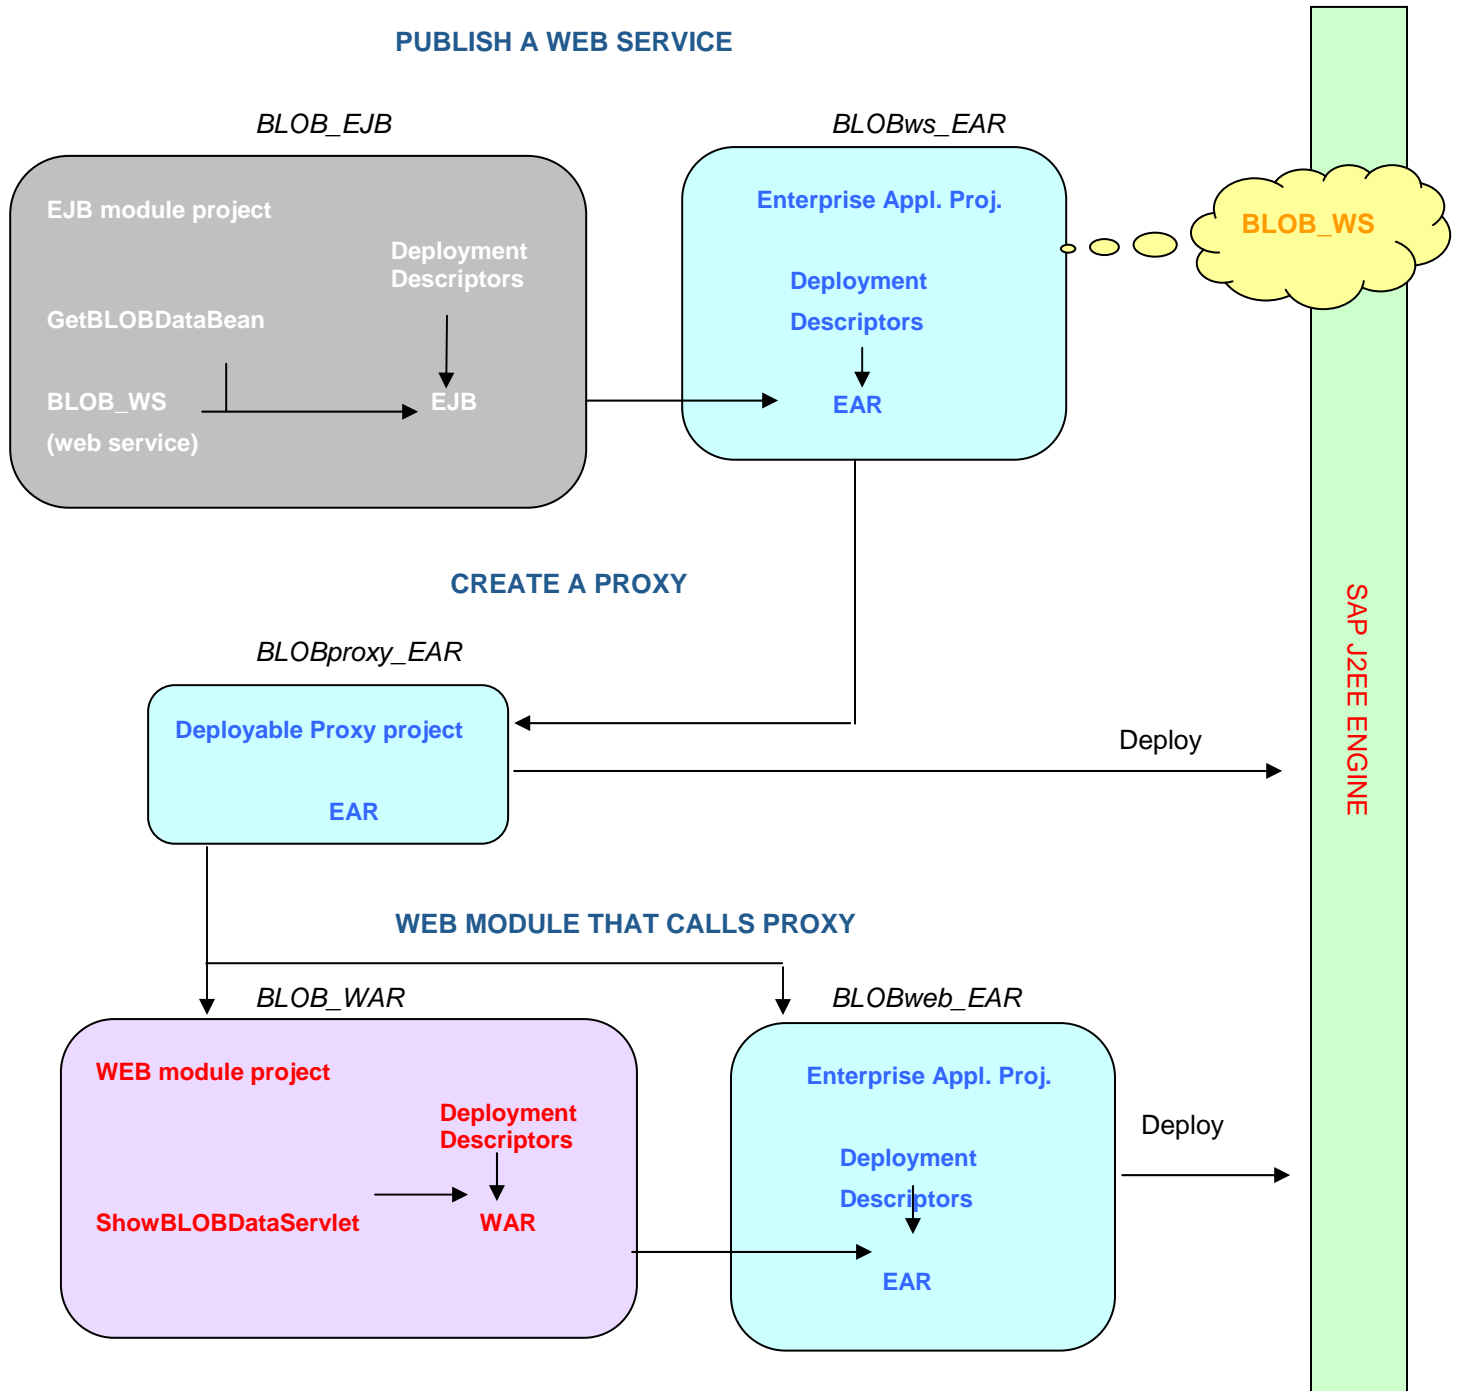 PUBLISH A WEB SERVICE
BLOB_EJB
BLOBws_EAR
EJB module project
Deployment
Descriptors
GetBLOBDataBean
BLOB_WS
(web service)
EJB
Enterprise Appl. Proj.
Deployment
Descriptors
EAR
BLOB_WS
CREATE A PROXY
BLOBproxy_EAR
Deployable Proxy project
EAR
Deploy
SAP J2EE ENGINE
WEB MODULE THAT CALLS PROXY
BLOB_WAR
BLOBweb_EAR
WEB module project
Deployment
Descriptors
ShowBLOBDataServlet
WAR
Enterprise Appl. Proj.
Deployment
Descriptors
EAR
Deploy